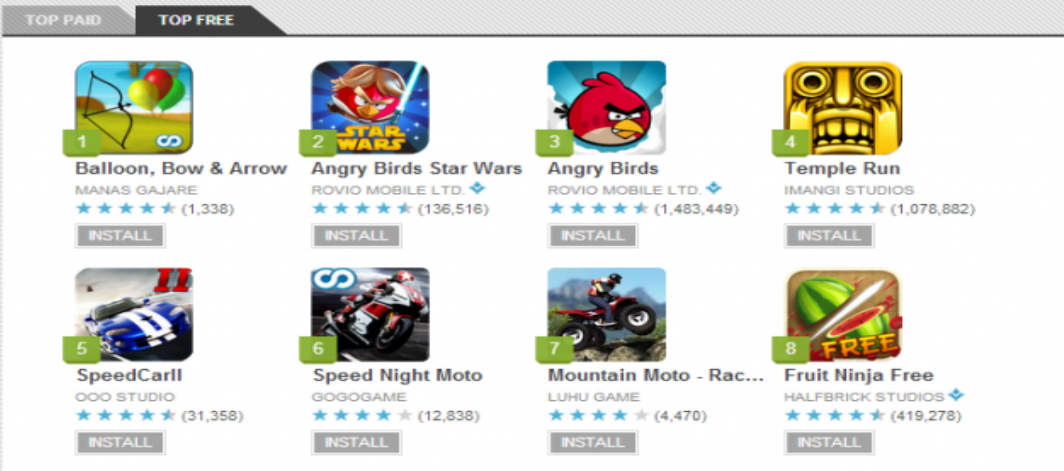 TOP PAID TOP FREE
STAR WARS
1 2 3 4
Balloon, Bow & Arrow Angry Birds Star Wars Angry Birds Temple Run
MANAS GAJARE ROVIO MOBILE LTD. ROVIO MOBILE LTD. IMANGI STUDIOS
(1,338) (136,516) (1,483,449) (1,078,882)
INSTALL INSTALL INSTALL INSTALL
II
FREE
5 6 7 8
SpeedCarII Speed Night Moto Mountain Moto - Rac... Fruit Ninja Free
OOO STUDIO GOGOGAME LUHU GAME HALFBRICK STUDIOS
(31,358) (12,838) (4,470) (419,278)
INSTALL INSTALL INSTALL INSTALL